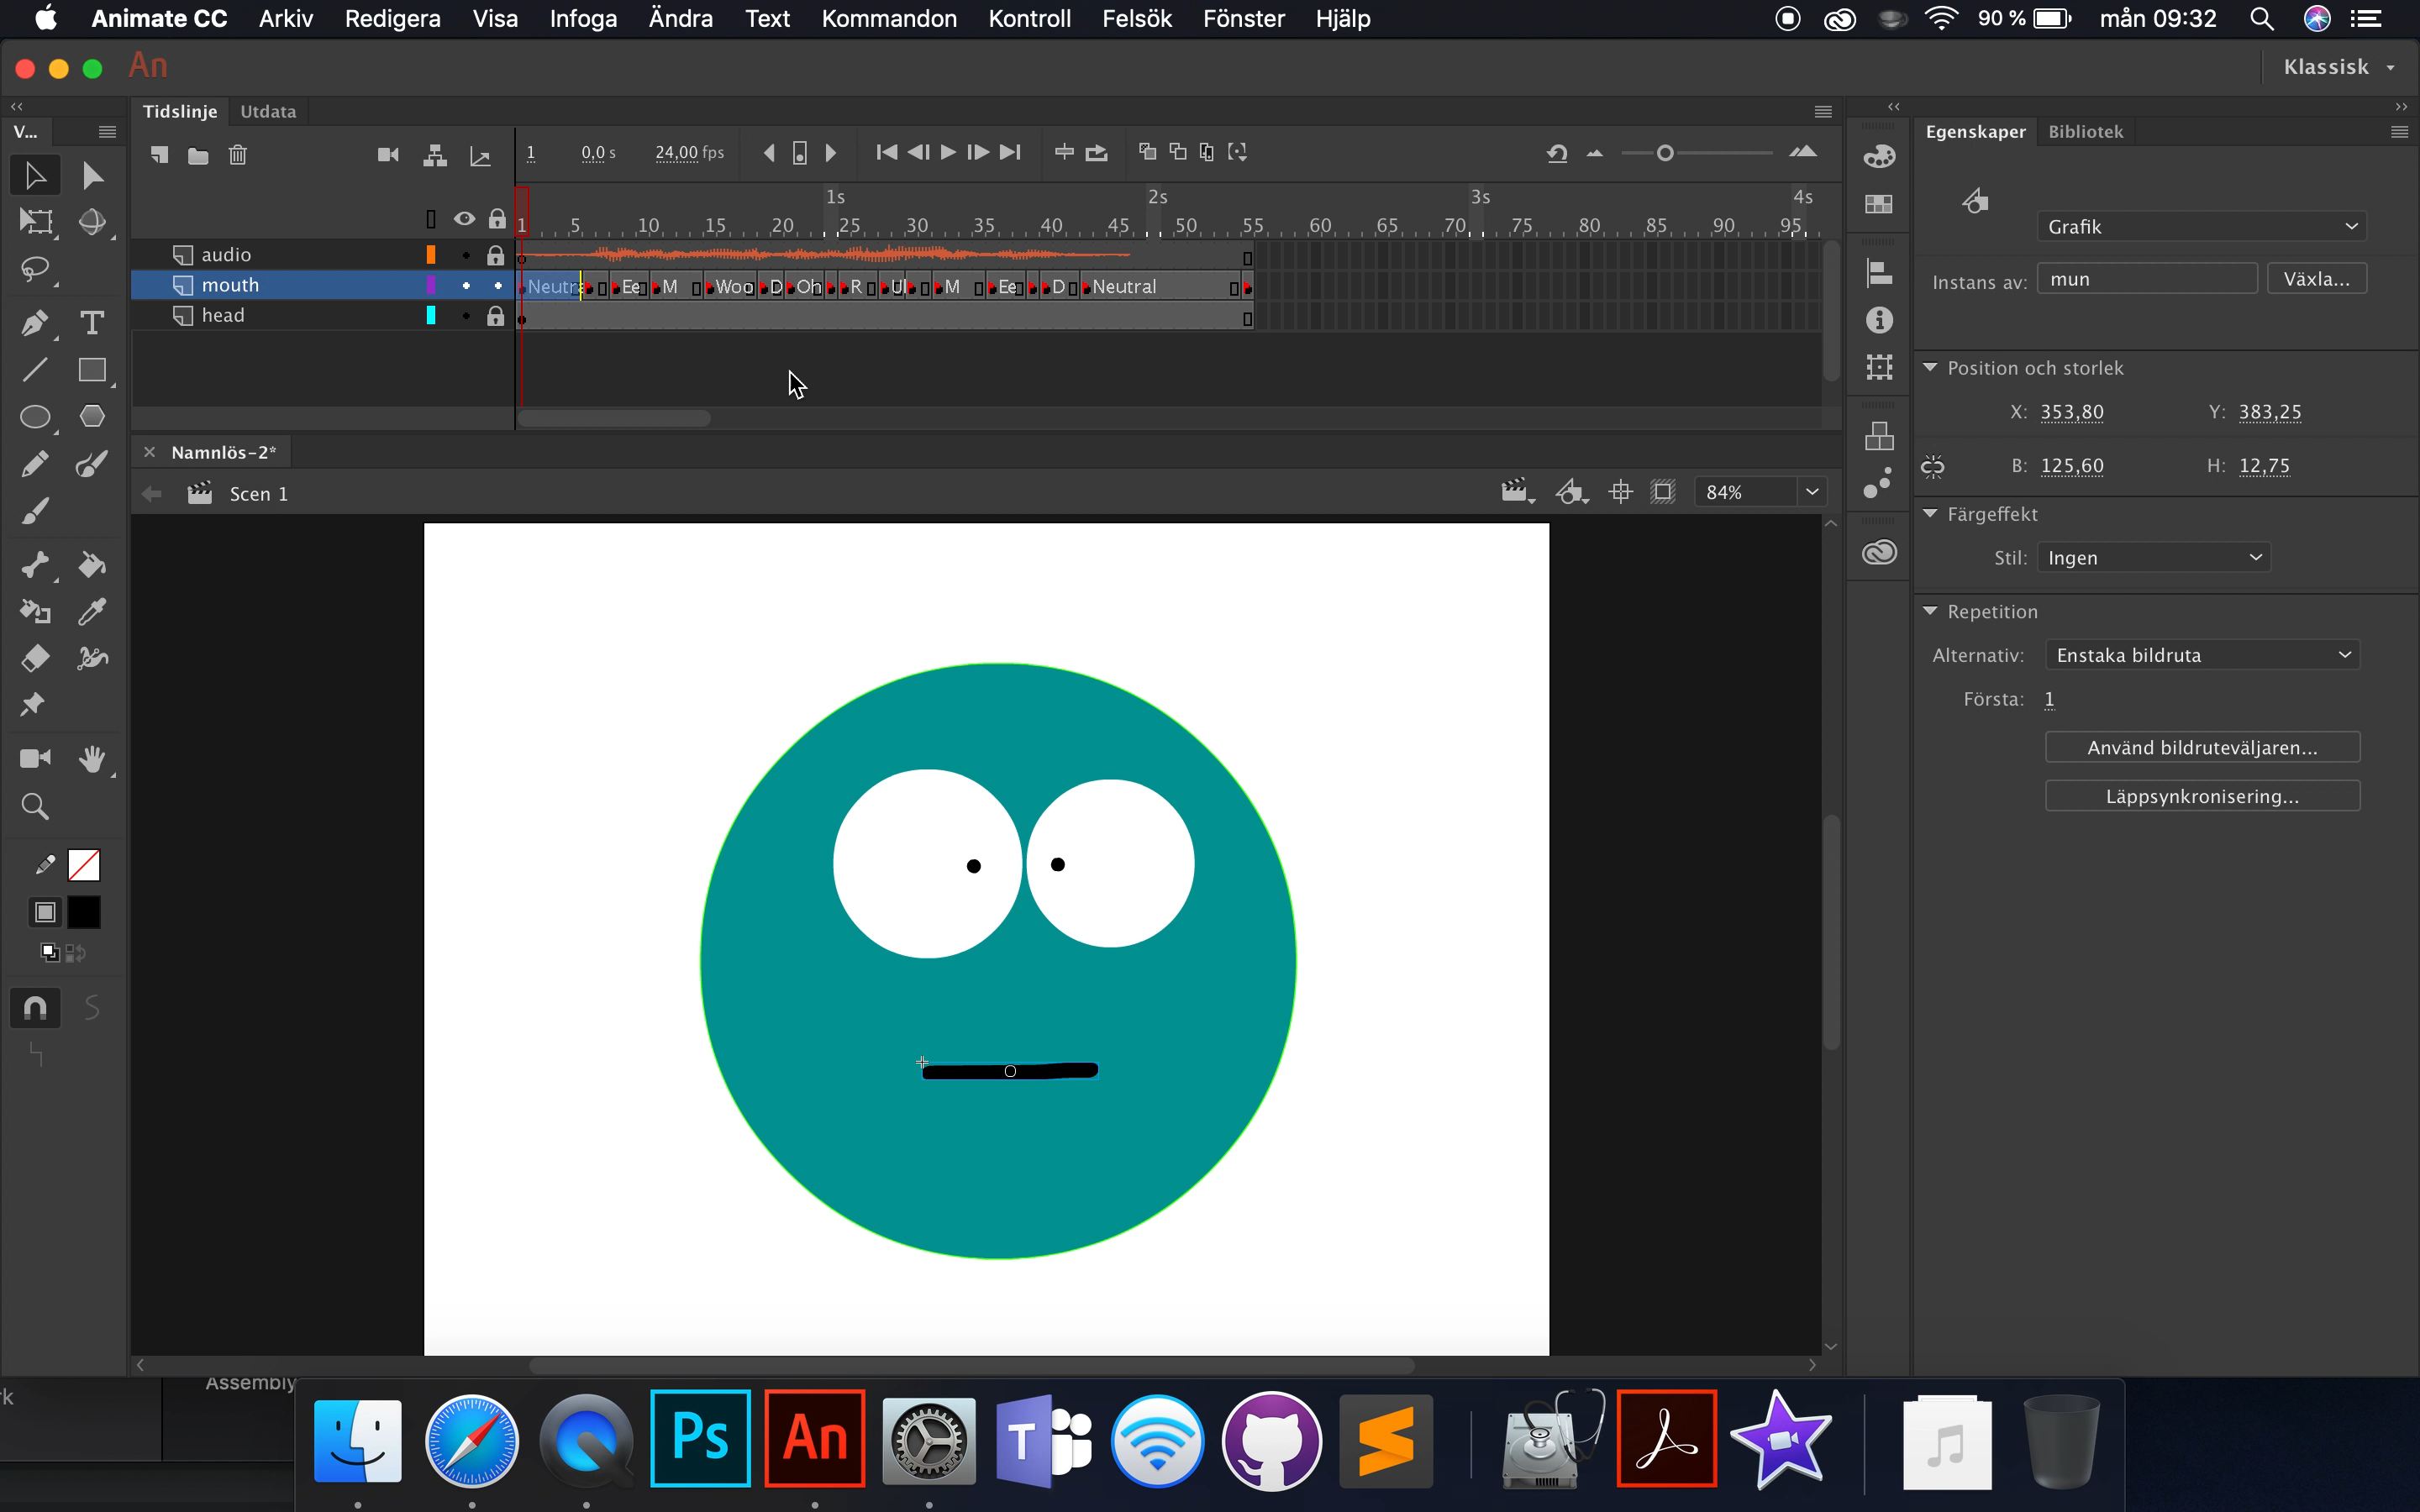 Animate CC Arkiv Redigera Visa Infoga Ändra Text Kommandon Kontroll Felsök Fönster Hjälp 90 % mån 09:32
An Klassisk
V... Tidslinje Utdata Egenskaper Bibliotek
1 0,0 s 24,00 fps
1s 2s 3s 4s
1 5 10 15 20 25 30 35 40 45 50 55 60 65 70 75 80 85 90 95
Grafik
audio
mouth Neutra Ee M Woo D Oh R M Ee D Neutral
head
Instans av: mun Växla...
Position och storlek
X: 353,80 Y: 383,25
B: 125,60 H: 12,75
Namnlös-2*
Scen 1 84%
Färgeffekt
Stil: Ingen
Repetition
Alternativ: Enstaka bildruta
Första: 1
Använd bildruteväljaren...
Läppsynkronisering...
rk Assembly
Ps An T